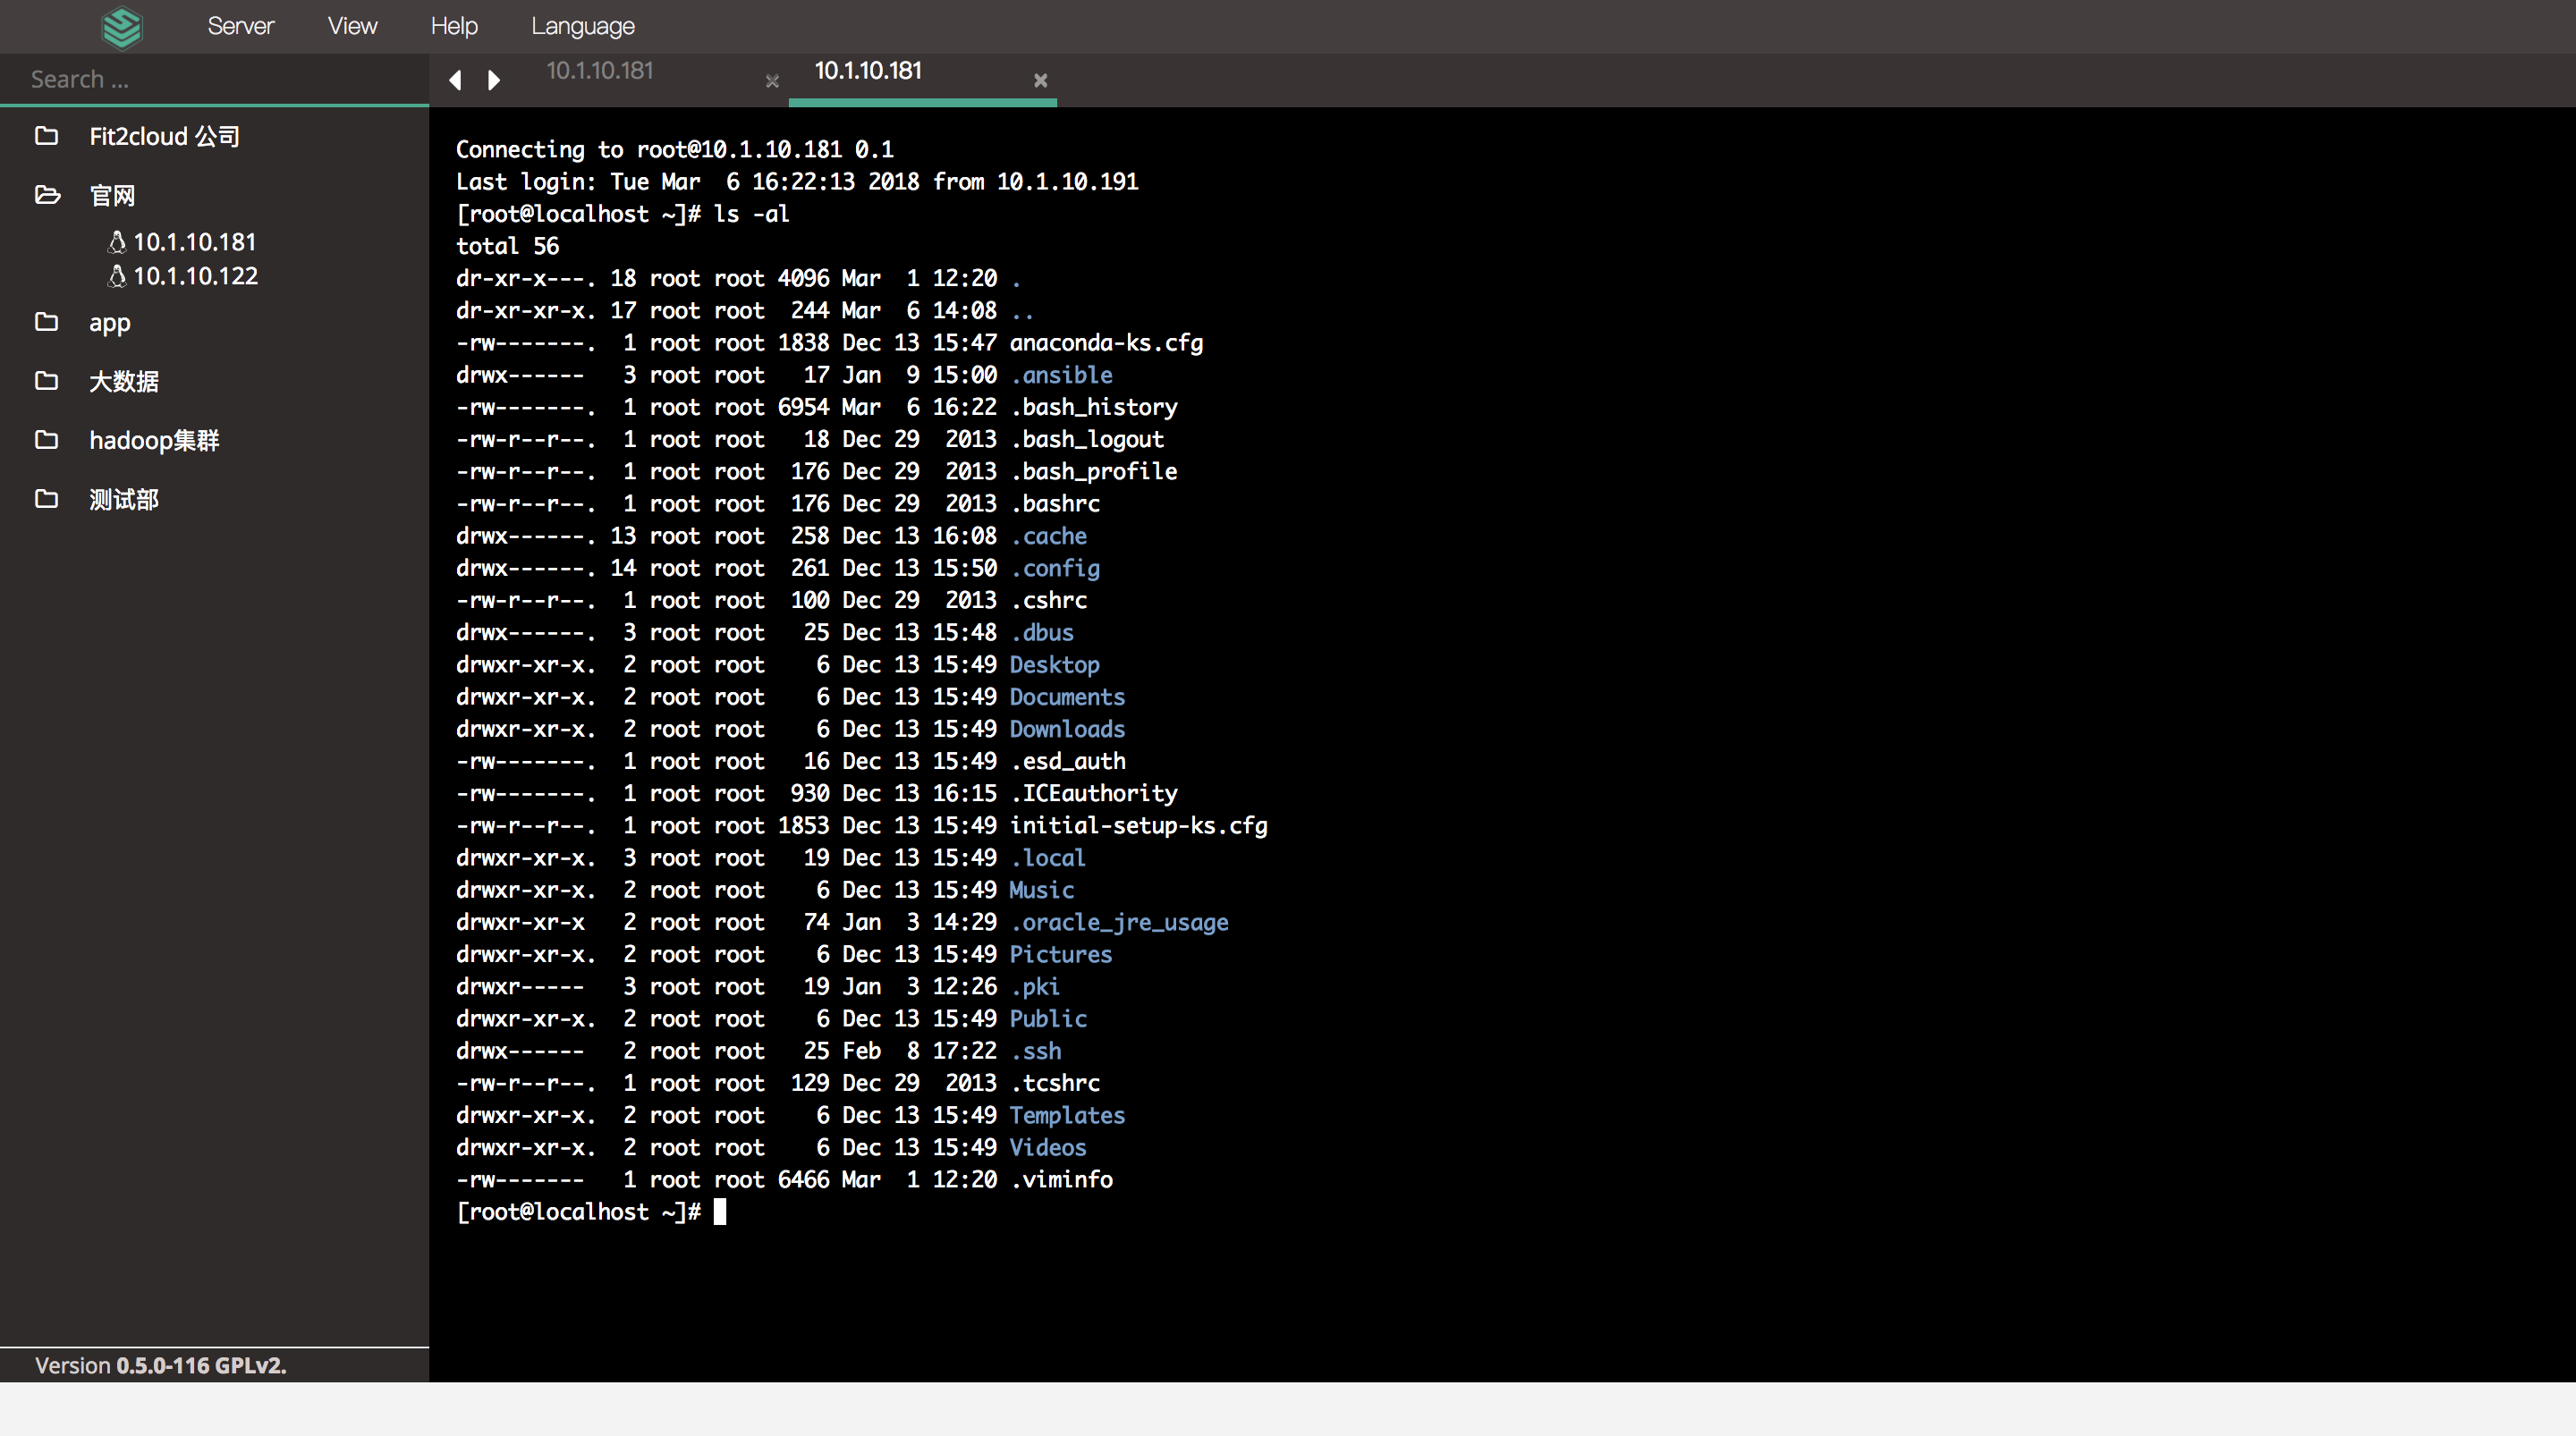 Server View Help Language
Search ...
10.1.10.181 × 10.1.10.181 ×
Fit2cloud 公司
官网
10.1.10.181
10.1.10.122
app
大数据
hadoop集群
测试部
Version 0.5.0-116 GPLv2.
Connecting to root@10.1.10.181 0.1
Last login: Tue Mar  6 16:22:13 2018 from 10.1.10.191
[root@localhost ~]# ls -al
total 56
dr-xr-x---. 18 root root 4096 Mar  1 12:20 .
dr-xr-xr-x. 17 root root  244 Mar  6 14:08 ..
-rw-------.  1 root root 1838 Dec 13 15:47 anaconda-ks.cfg
drwx------   3 root root   17 Jan  9 15:00 .ansible
-rw-------.  1 root root 6954 Mar  6 16:22 .bash_history
-rw-r--r--.  1 root root   18 Dec 29  2013 .bash_logout
-rw-r--r--.  1 root root  176 Dec 29  2013 .bash_profile
-rw-r--r--.  1 root root  176 Dec 29  2013 .bashrc
drwx------. 13 root root  258 Dec 13 16:08 .cache
drwx------. 14 root root  261 Dec 13 15:50 .config
-rw-r--r--.  1 root root  100 Dec 29  2013 .cshrc
drwx------.  3 root root   25 Dec 13 15:48 .dbus
drwxr-xr-x.  2 root root    6 Dec 13 15:49 Desktop
drwxr-xr-x.  2 root root    6 Dec 13 15:49 Documents
drwxr-xr-x.  2 root root    6 Dec 13 15:49 Downloads
-rw-------.  1 root root   16 Dec 13 15:49 .esd_auth
-rw-------.  1 root root  930 Dec 13 16:15 .ICEauthority
-rw-r--r--.  1 root root 1853 Dec 13 15:49 initial-setup-ks.cfg
drwxr-xr-x.  3 root root   19 Dec 13 15:49 .local
drwxr-xr-x.  2 root root    6 Dec 13 15:49 Music
drwxr-xr-x   2 root root   74 Jan  3 14:29 .oracle_jre_usage
drwxr-xr-x.  2 root root    6 Dec 13 15:49 Pictures
drwxr-----   3 root root   19 Jan  3 12:26 .pki
drwxr-xr-x.  2 root root    6 Dec 13 15:49 Public
drwx------   2 root root   25 Feb  8 17:22 .ssh
-rw-r--r--.  1 root root  129 Dec 29  2013 .tcshrc
drwxr-xr-x.  2 root root    6 Dec 13 15:49 Templates
drwxr-xr-x.  2 root root    6 Dec 13 15:49 Videos
-rw-------   1 root root 6466 Mar  1 12:20 .viminfo
[root@localhost ~]#